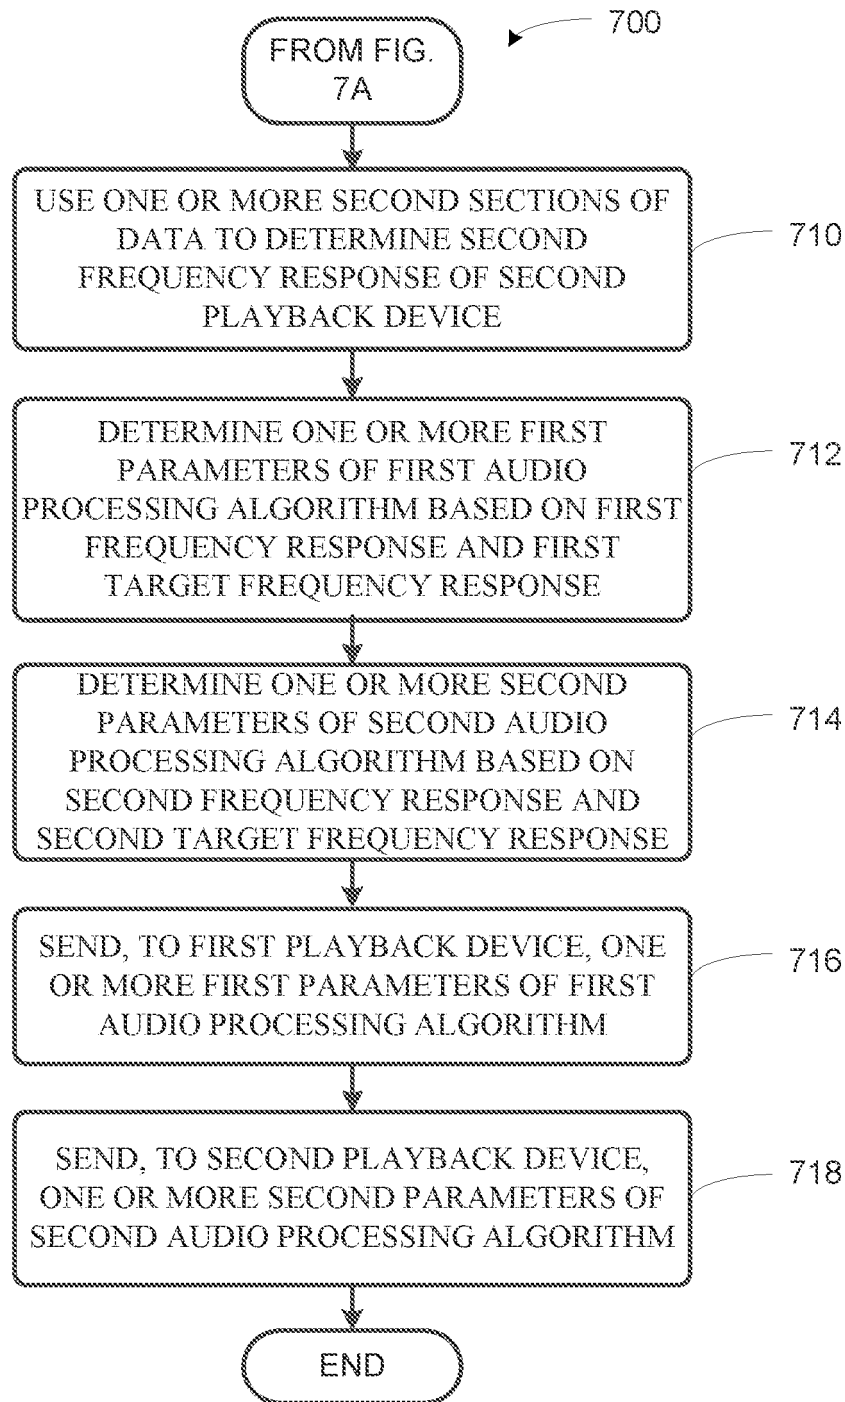 700
FROM FIG.
7A
USE ONE OR MORE SECOND SECTIONS OF
DATA TO DETERMINE SECOND
FREQUENCY RESPONSE OF SECOND
PLAYBACK DEVICE
710
DETERMINE ONE OR MORE FIRST
PARAMETERS OF FIRST AUDIO
PROCESSING ALGORITHM BASED ON FIRST
FREQUENCY RESPONSE AND FIRST
TARGET FREQUENCY RESPONSE
712
DETERMINE ONE OR MORE SECOND
PARAMETERS OF SECOND AUDIO
PROCESSING ALGORITHM BASED ON
SECOND FREQUENCY RESPONSE AND
SECOND TARGET FREQUENCY RESPONSE
714
SEND, TO FIRST PLAYBACK DEVICE, ONE
OR MORE FIRST PARAMETERS OF FIRST
AUDIO PROCESSING ALGORITHM
716
SEND, TO SECOND PLAYBACK DEVICE,
ONE OR MORE SECOND PARAMETERS OF
SECOND AUDIO PROCESSING ALGORITHM
718
END